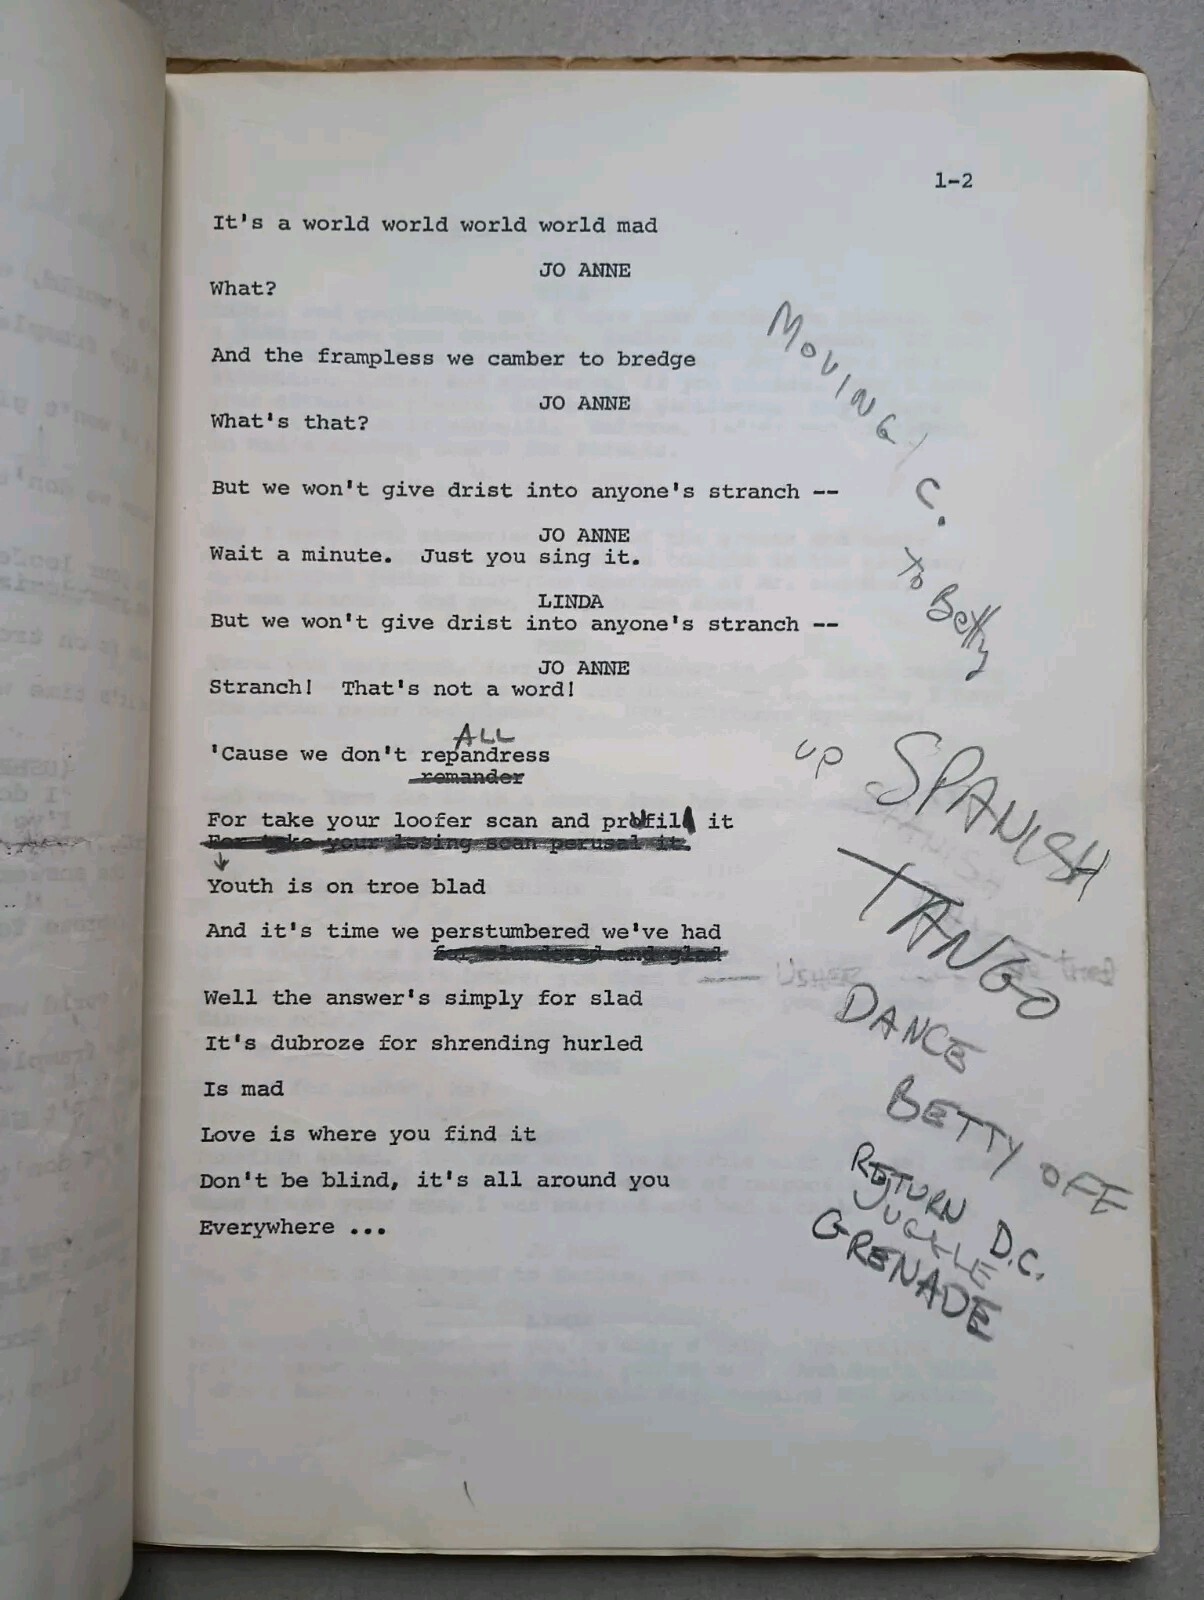 1-2
It's a world world world world mad
JO ANNE
What?
And the frampless we camber to bredge
JO ANNE
What's that?
But we won't give drist into anyone's stranch --
JO ANNE
Wait a minute.  Just you sing it.
LINDA
But we won't give drist into anyone's stranch --
JO ANNE
Stranch!  That's not a word!
ALL
'Cause we don't repandress
remander
For take your loofer scan and profil it
For take your losing scan perusal it.
Youth is on troe blad
And it's time we perstumbered we've had
for slandered and glad
Well the answer's simply for slad
It's dubroze for shrending hurled
Is mad
Love is where you find it
Don't be blind, it's all around you
Everywhere ...
MOVING
C.
TO Betty
UP SPANISH
TANGO
USHER
DANCE
BETTY OFF
RETURN D.C.
JUGGLE
GRENADE